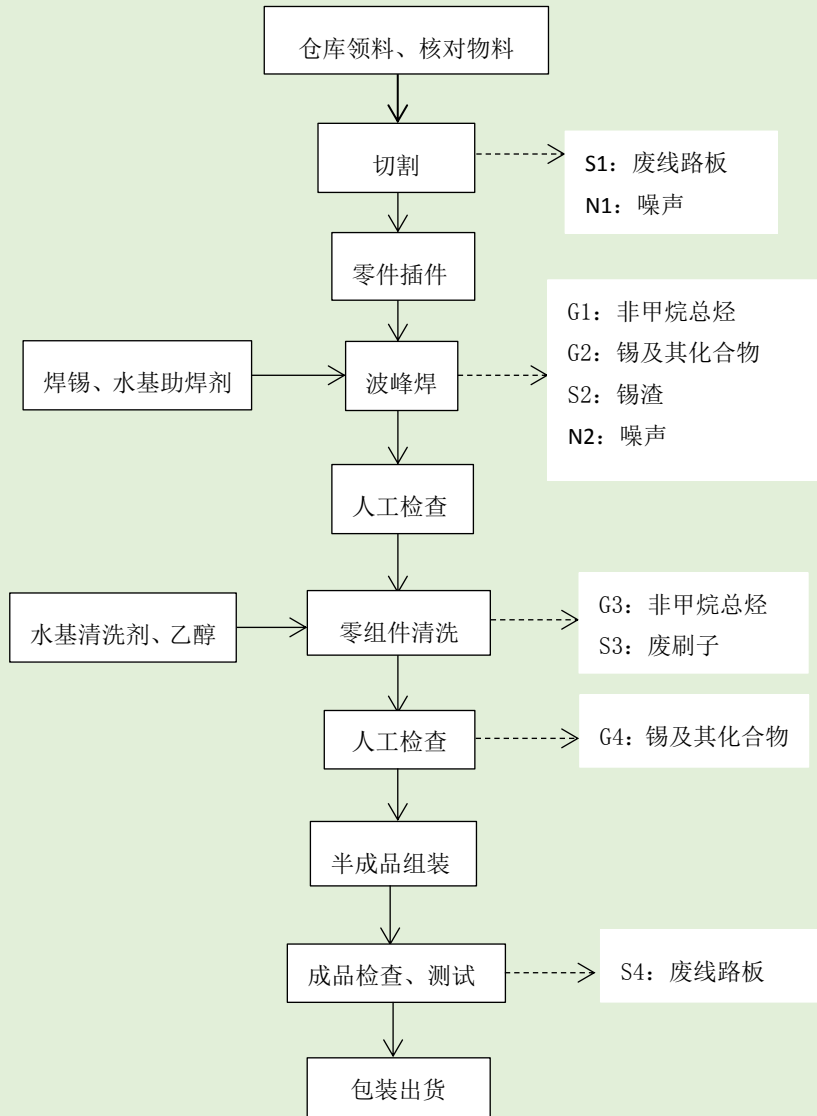 仓库领料、核对物料
切割
S1：废线路板
N1：噪声
零件插件
焊锡、水基助焊剂
波峰焊
G1：非甲烷总烃
G2：锡及其化合物
S2：锡渣
N2：噪声
人工检查
水基清洗剂、乙醇
零组件清洗
G3：非甲烷总烃
S3：废刷子
人工检查
G4：锡及其化合物
半成品组装
成品检查、测试
S4：废线路板
包装出货